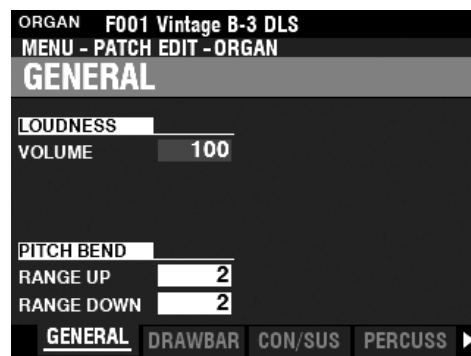 ORGAN F001 Vintage B-3 DLS
MENU - PATCH EDIT - ORGAN
GENERAL
LOUDNESS
VOLUME 100
PITCH BEND
RANGE UP 2
RANGE DOWN 2
GENERAL DRAWBAR CON/SUS PERCUSS